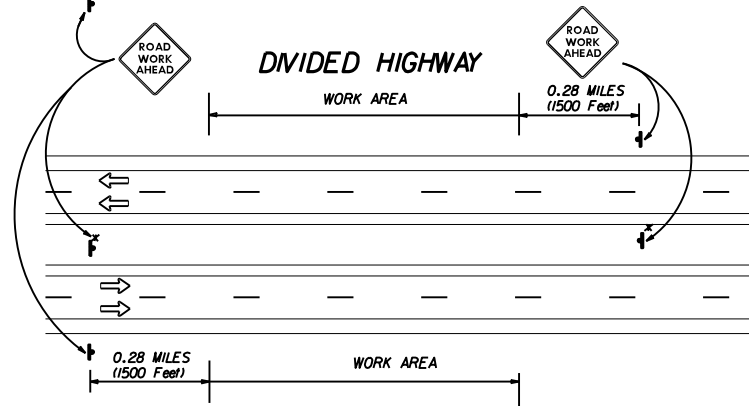 ROAD
WORK
AHEAD
DIVIDED HIGHWAY
ROAD
WORK
AHEAD
WORK AREA
0.28 MILES
(1500 Feet)
X
X
0.28 MILES
(1500 Feet)
WORK AREA